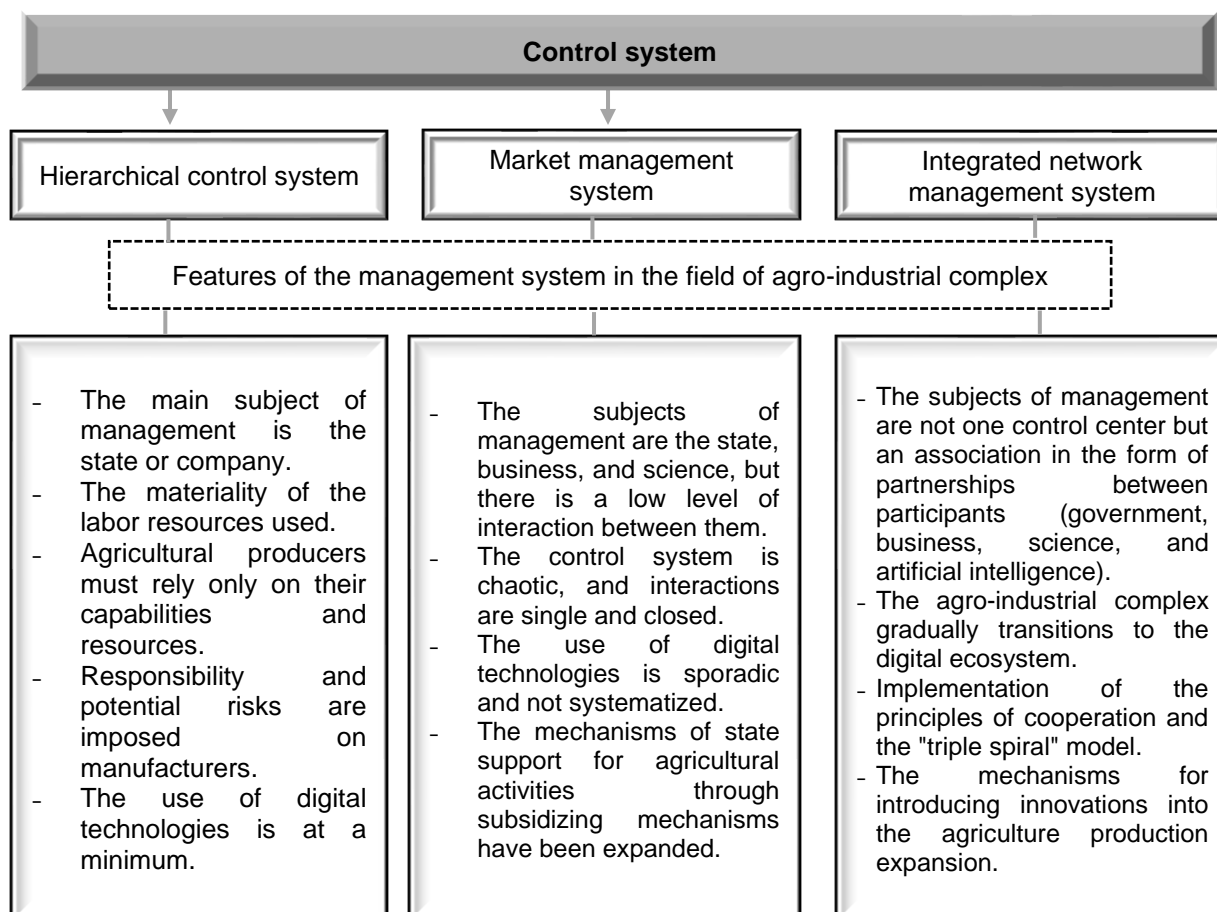 Control system
Hierarchical control system
Market management
system
Integrated network
management system
Features of the management system in the field of agro-industrial complex
- The main subject of
management is the
state or company.
- The materiality of the
labor resources used.
- Agricultural producers
must rely only on their
capabilities and
resources.
- Responsibility and
potential risks are
imposed on
manufacturers.
- The use of digital
technologies is at a
minimum.
- The subjects of
management are the state,
business, and science, but
there is a low level of
interaction between them.
- The control system is
chaotic, and interactions
are single and closed.
- The use of digital
technologies is sporadic
and not systematized.
- The mechanisms of state
support for agricultural
activities through
subsidizing mechanisms
have been expanded.
- The subjects of management
are not one control center but
an association in the form of
partnerships between
participants (government,
business, science, and
artificial intelligence).
- The agro-industrial complex
gradually transitions to the
digital ecosystem.
- Implementation of the
principles of cooperation and
the "triple spiral" model.
- The mechanisms for
introducing innovations into
the agriculture production
expansion.